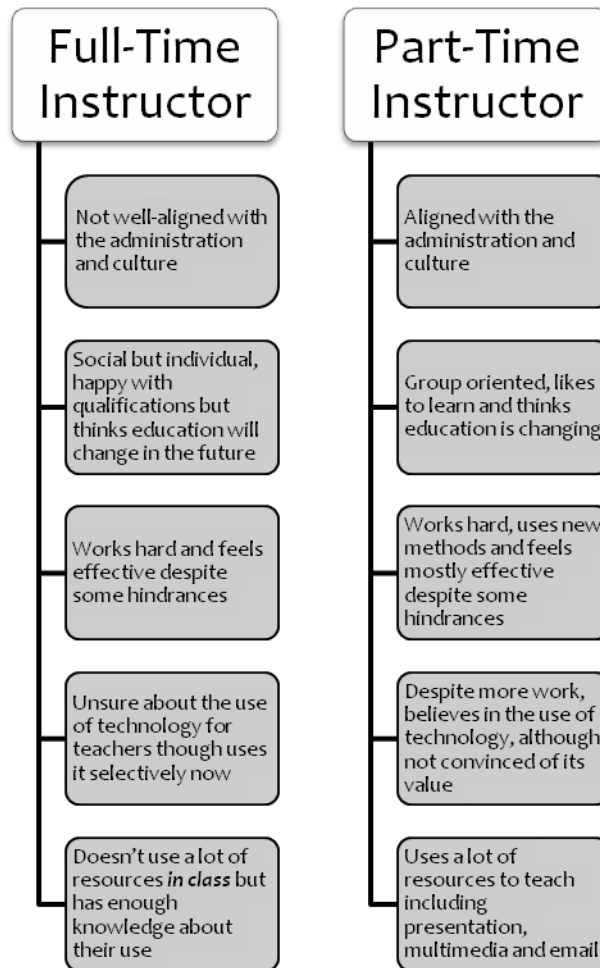 Full-Time
Instructor
Not well-aligned with
the administration
and culture
Social but individual,
happy with
qualifications but
thinks education will
change in the future
Works hard and feels
effective despite
some hindrances
Unsure about the use
of technology for
teachers though uses
it selectively now
Doesn't use a lot of
resources in class but
has enough
knowledge about
their use
Part-Time
Instructor
Aligned with the
administration and
culture
Group oriented, likes
to learn and thinks
education is changing
Works hard, uses new
methods and feels
mostly effective
despite some
hindrances
Despite more work,
believes in the use of
technology, although
not convinced of its
value
Uses a lot of
resources to teach
including
presentation,
multimedia and email